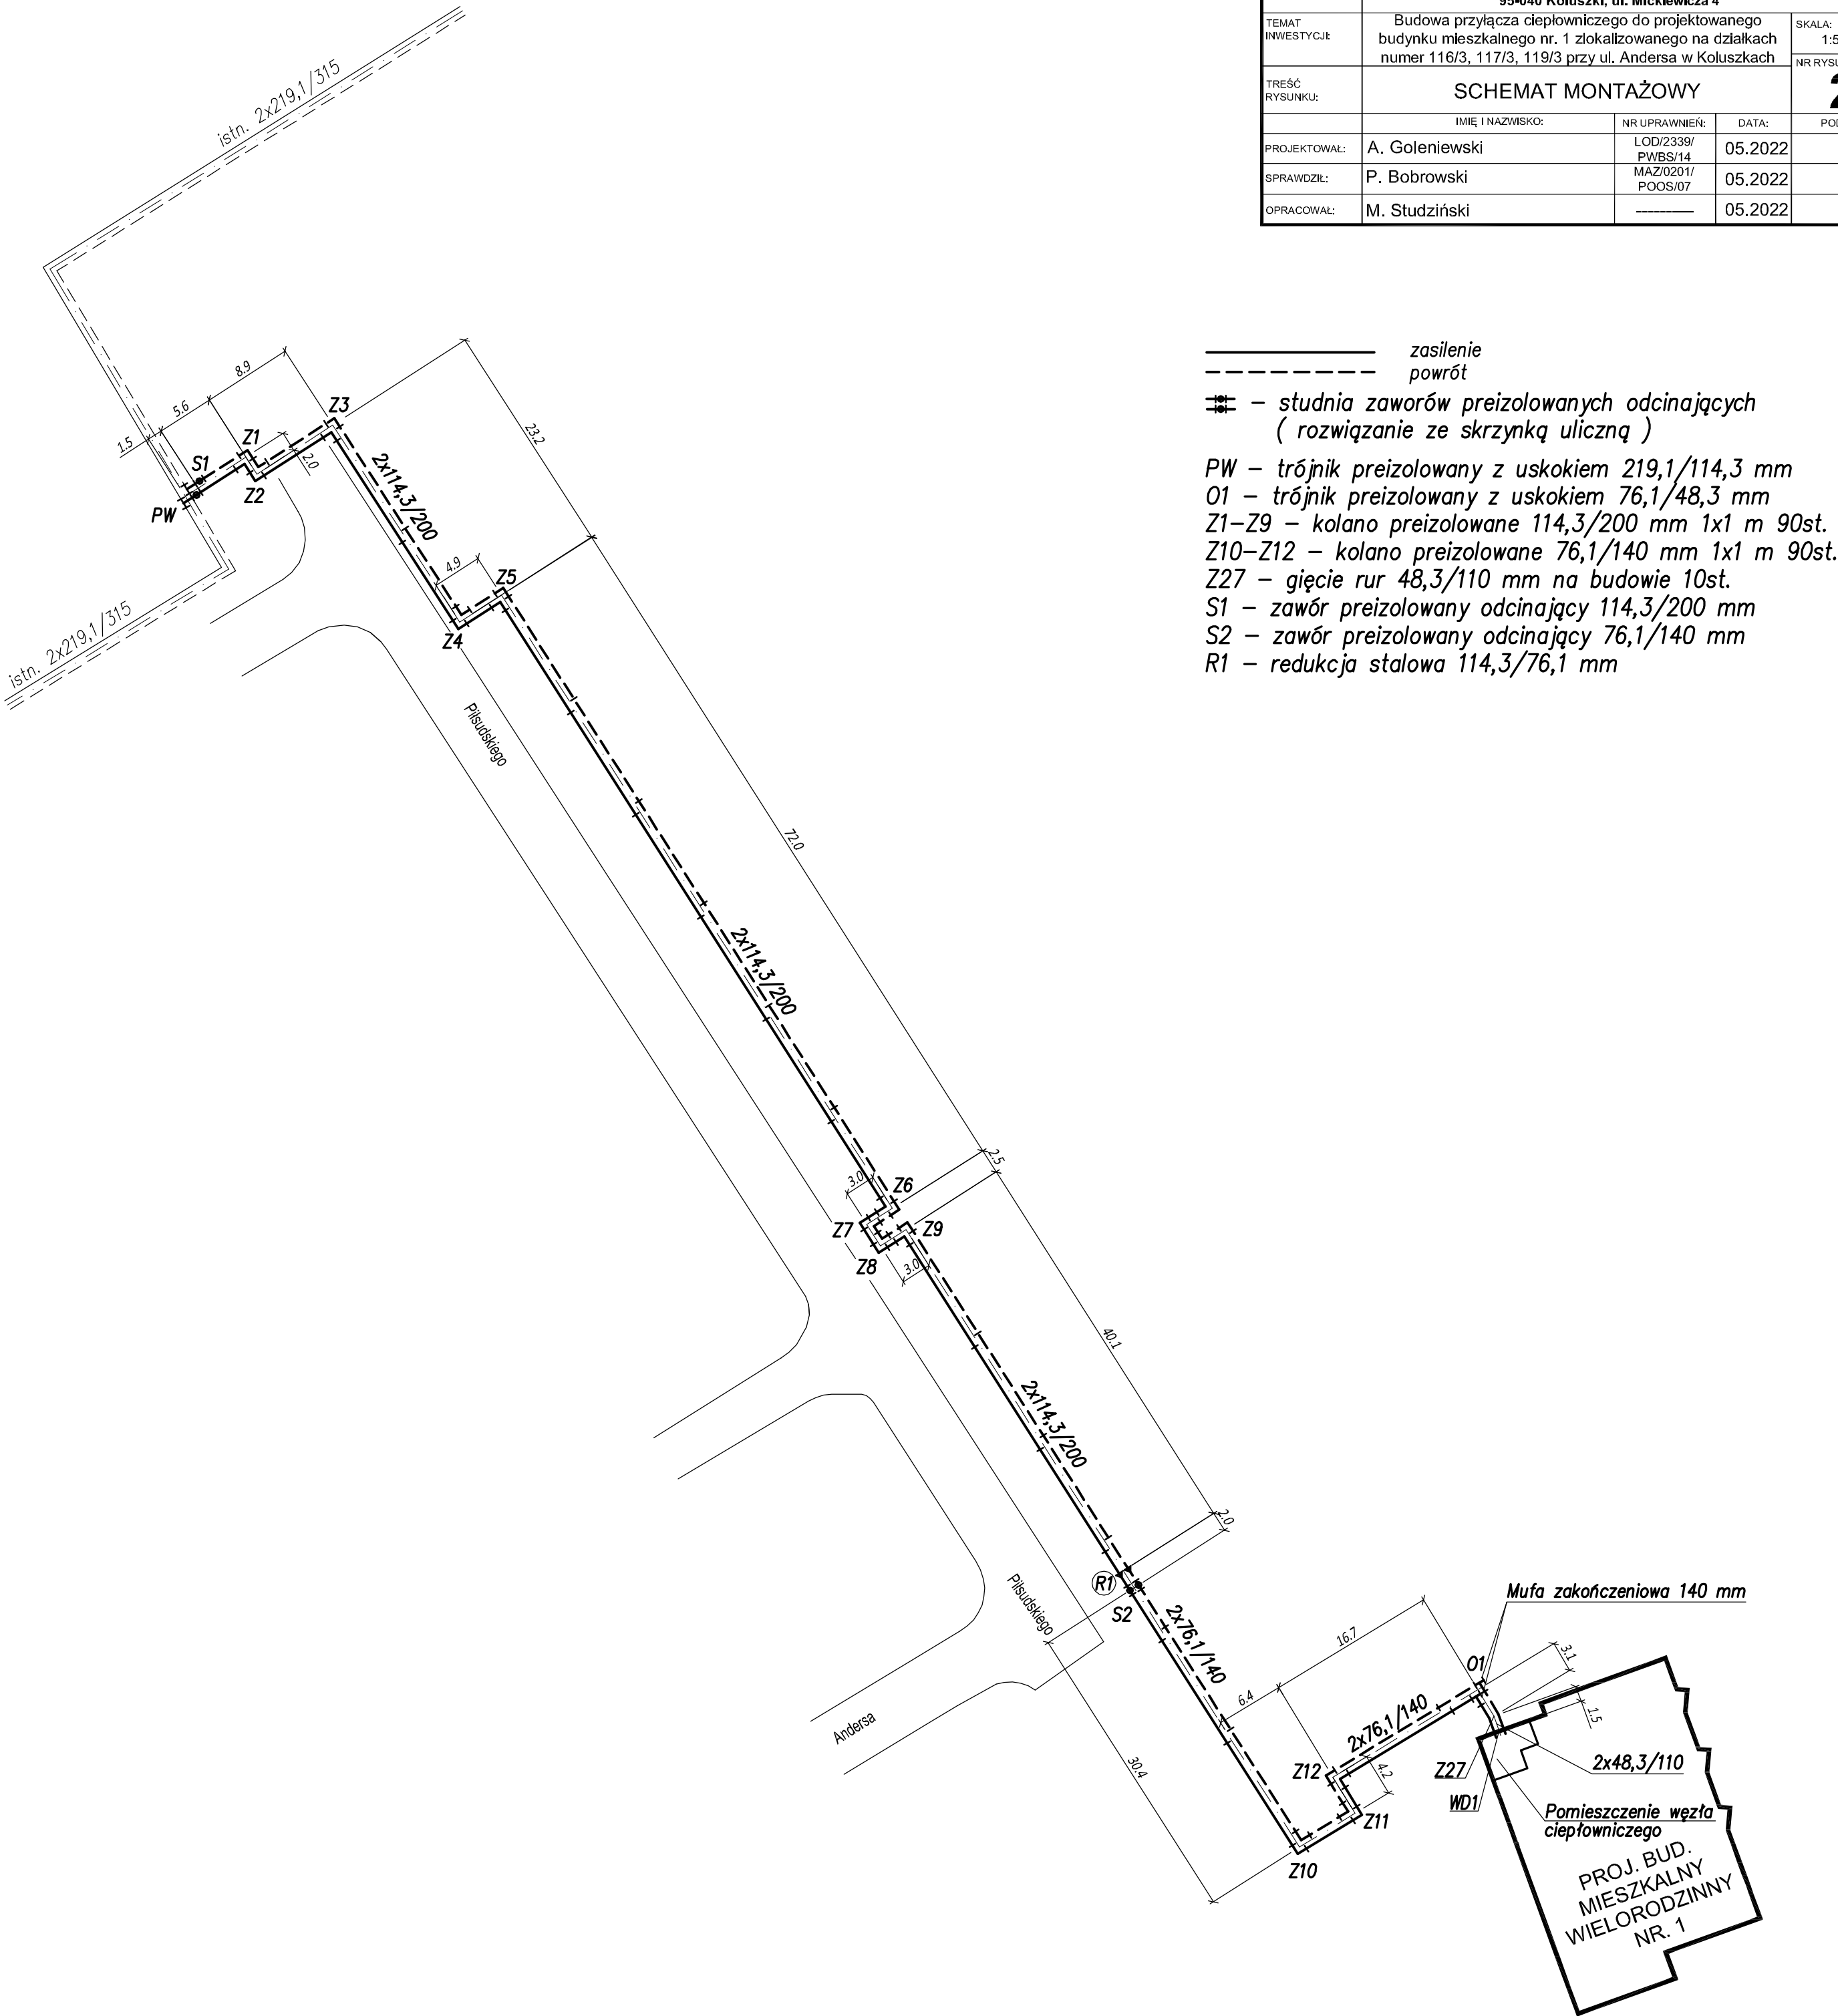 95-040 Koluszki, ul. Mickiewicza 4
TEMAT
INWESTYCJI:
Budowa przyłącza ciepłowniczego do projektowanego
budynku mieszkalnego nr. 1 zlokalizowanego na działkach
numer 116/3, 117/3, 119/3 przy ul. Andersa w Koluszkach
SKALA:
TREŚĆ
RYSUNKU:
SCHEMAT MONTAŻOWY
IMIĘ I NAZWISKO:
NR UPRAWNIEŃ:
DATA:
PROJEKTOWAŁ:
A. Goleniewski
LOD/2339/
PWBS/14
05.2022
SPRAWDZIŁ:
P. Bobrowski
MAZ/0201/
POOS/07
05.2022
OPRACOWAŁ:
M. Studziński
---------
05.2022
zasilenie
powrót
– studnia zaworów preizolowanych odcinających
( rozwiązanie ze skrzynką uliczną )
PW – trójnik preizolowany z uskokiem 219,1/114,3 mm
O1 – trójnik preizolowany z uskokiem 76,1/48,3 mm
Z1–Z9 – kolano preizolowane 114,3/200 mm 1x1 m 90st.
Z10–Z12 – kolano preizolowane 76,1/140 mm 1x1 m 90st.
Z27 – gięcie rur 48,3/110 mm na budowie 10st.
S1 – zawór preizolowany odcinający 114,3/200 mm
S2 – zawór preizolowany odcinający 76,1/140 mm
R1 – redukcja stalowa 114,3/76,1 mm
istn. 2x219,1/315
8.9
5.6
1.5
Z3
Z1
S1
2.0
Z2
PW
23.2
2x114,3/200
4.9
Z5
Z4
istn. 2x219,1/315
Piłsudskiego
72.0
2x114,3/200
2.5
3.0
Z6
Z7
Z9
Z8
3.0
40.1
2x114,3/200
2.0
R1
S2
Piłsudskiego
2x76,1/140
16.7
Mufa zakończeniowa 140 mm
O1
3.1
6.4
1.5
Andersa
2x76,1/140
30.4
Z12
4.2
Z27
2x48,3/110
WD1
Z11
Pomieszczenie węzła
ciepłowniczego
Z10
PROJ. BUD.
MIESZKALNY
WIELORODZINNY
NR. 1